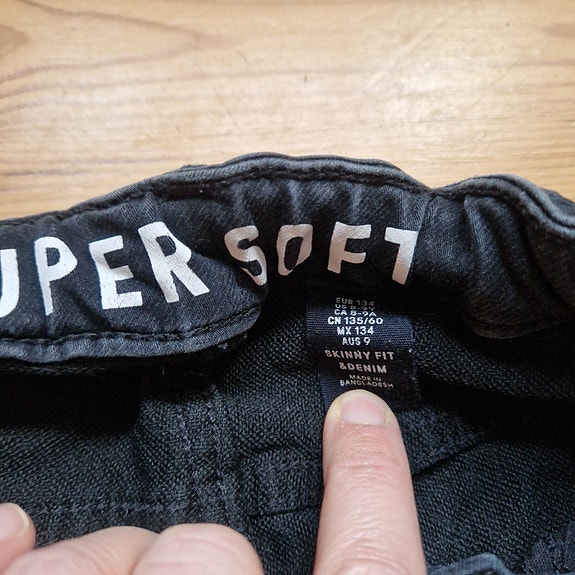 UPER SOFT
EUR 134
US 8-9Y
CA 8-9A
CN 135/60
MX 134
AUS 9
SKINNY FIT
&DENIM
MADE IN
BANGLADESH